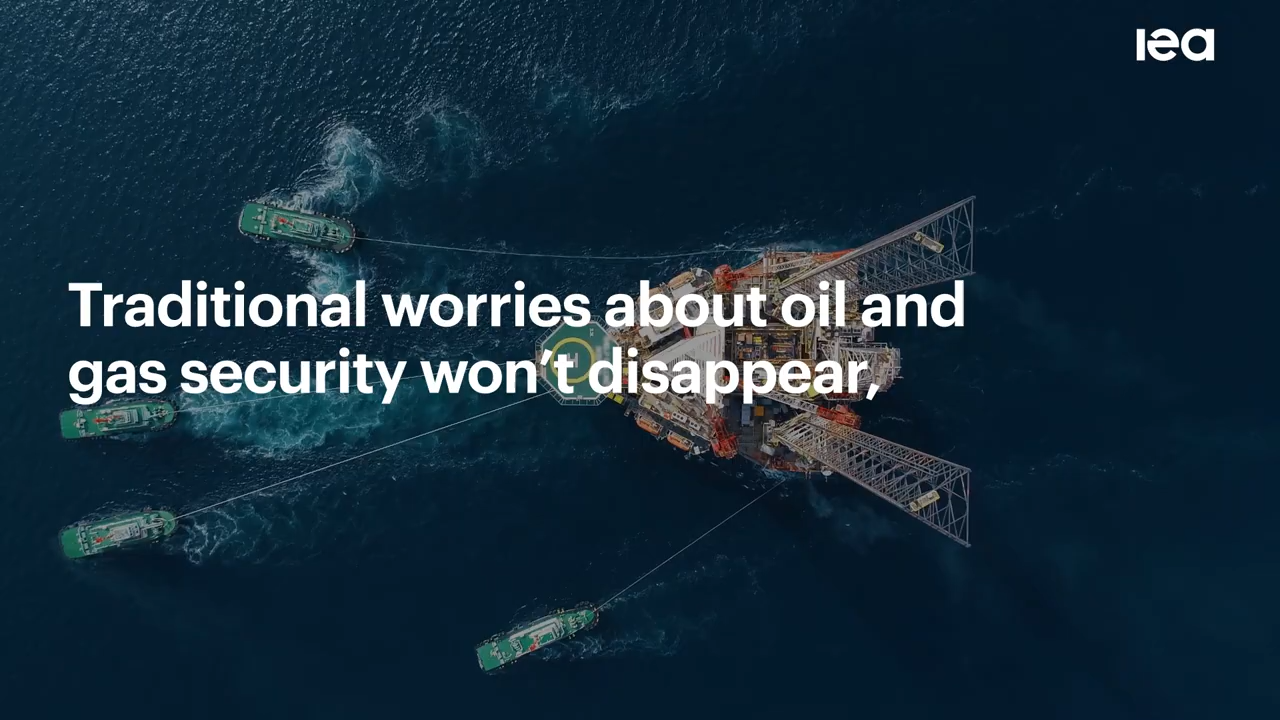 iea
Traditional worries about oil and
gas security won’t disappear,
H